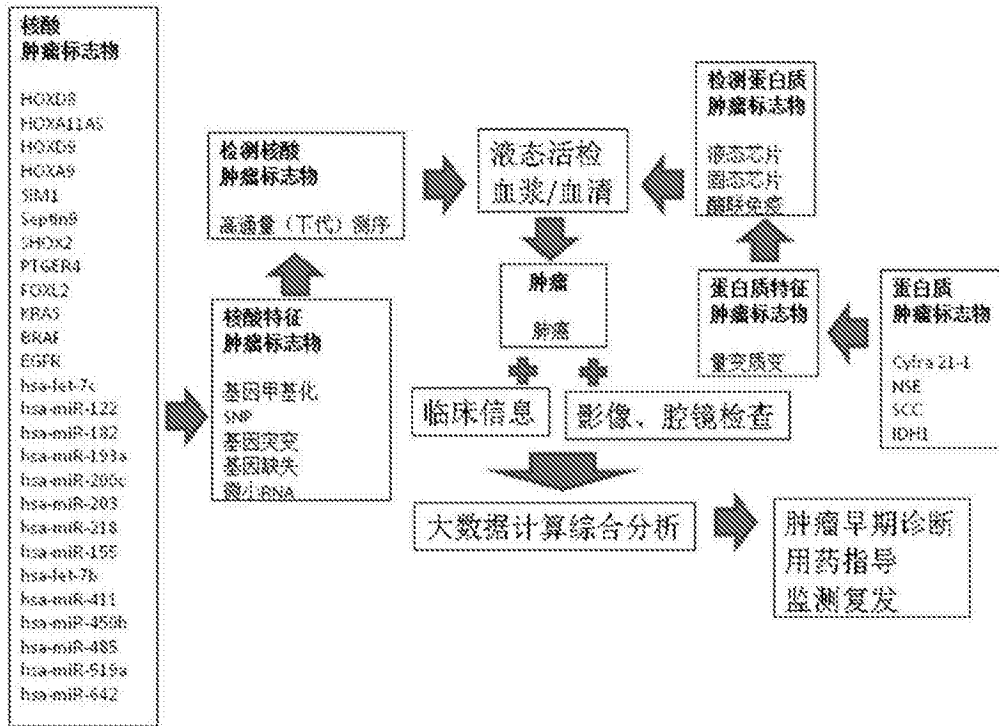 核酸
肿瘤标志物
HOXD8
HOXA11AS
HOXD9
HOXA9
SIM1
Septin9
SHOX2
PTGER4
FOXL2
KRAS
BRAF
EGFR
hsa-let-7c
hsa-miR-122
hsa-miR-182
hsa-miR-193a
hsa-miR-200c
hsa-miR-203
hsa-miR-218
hsa-miR-155
hsa-let-7b
hsa-miR-411
hsa-miR-450b
hsa-miR-485
hsa-miR-519a
hsa-miR-642
检测核酸
肿瘤标志物
高通量（下代）测序
核酸特征
肿瘤标志物
基因甲基化
SNP
基因突变
基因缺失
微小RNA
液态活检
血浆/血清
肿瘤
肿瘤
临床信息
影像、腔镜检查
大数据计算综合分析
肿瘤早期诊断
用药指导
监测复发
检测蛋白质
肿瘤标志物
液态芯片
固态芯片
酶联免疫
蛋白质特征
肿瘤标志物
量变质变
蛋白质
肿瘤标志物
Cyfra 21-1
NSE
SCC
IDH1